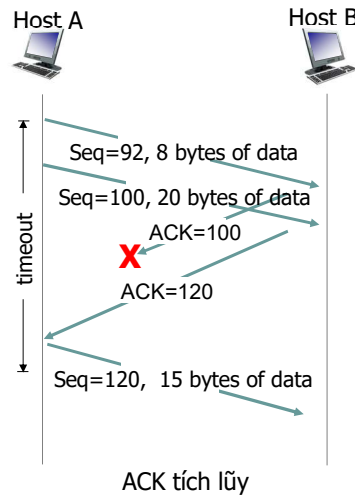 Host A
Host B
Seq=92, 8 bytes of data
Seq=100, 20 bytes of data
ACK=100
X
timeout
ACK=120
Seq=120, 15 bytes of data
ACK tích lũy